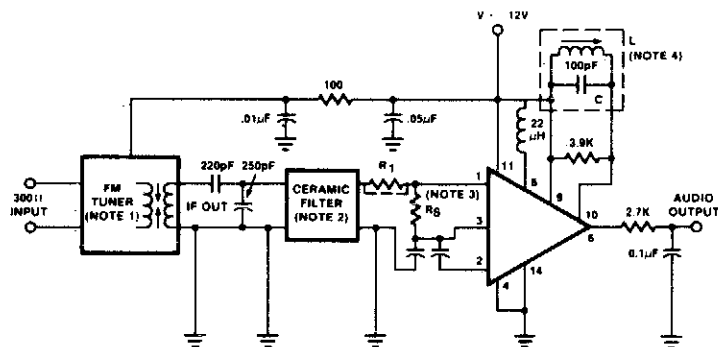 V+ 12V
L
(NOTE 4)
100pF
C
100
.01μF
.05μF
22
μH
3.9K
220pF 250pF
R1
300Ω
INPUT
FM
TUNER
(NOTE 1)
IF OUT
CERAMIC
FILTER
(NOTE 2)
RS
(NOTE 3)
1
11
8
9
3
10
6
2
4
14
2.7K
AUDIO
OUTPUT
0.1μF